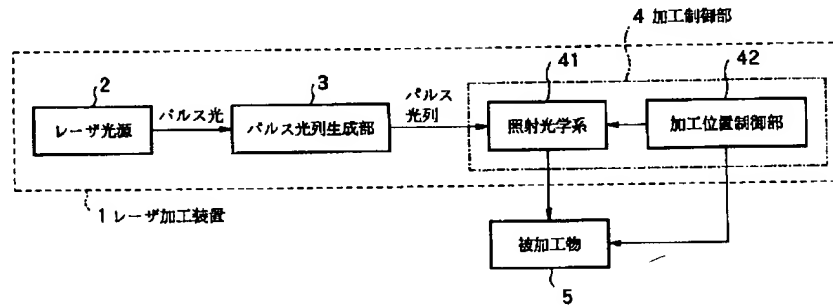 4 加工制御部
2
3
41
42
レーザ光源
パルス光
パルス光列生成部
パルス
光列
照射光学系
加工位置制御部
1 レーザ加工装置
被加工物
5